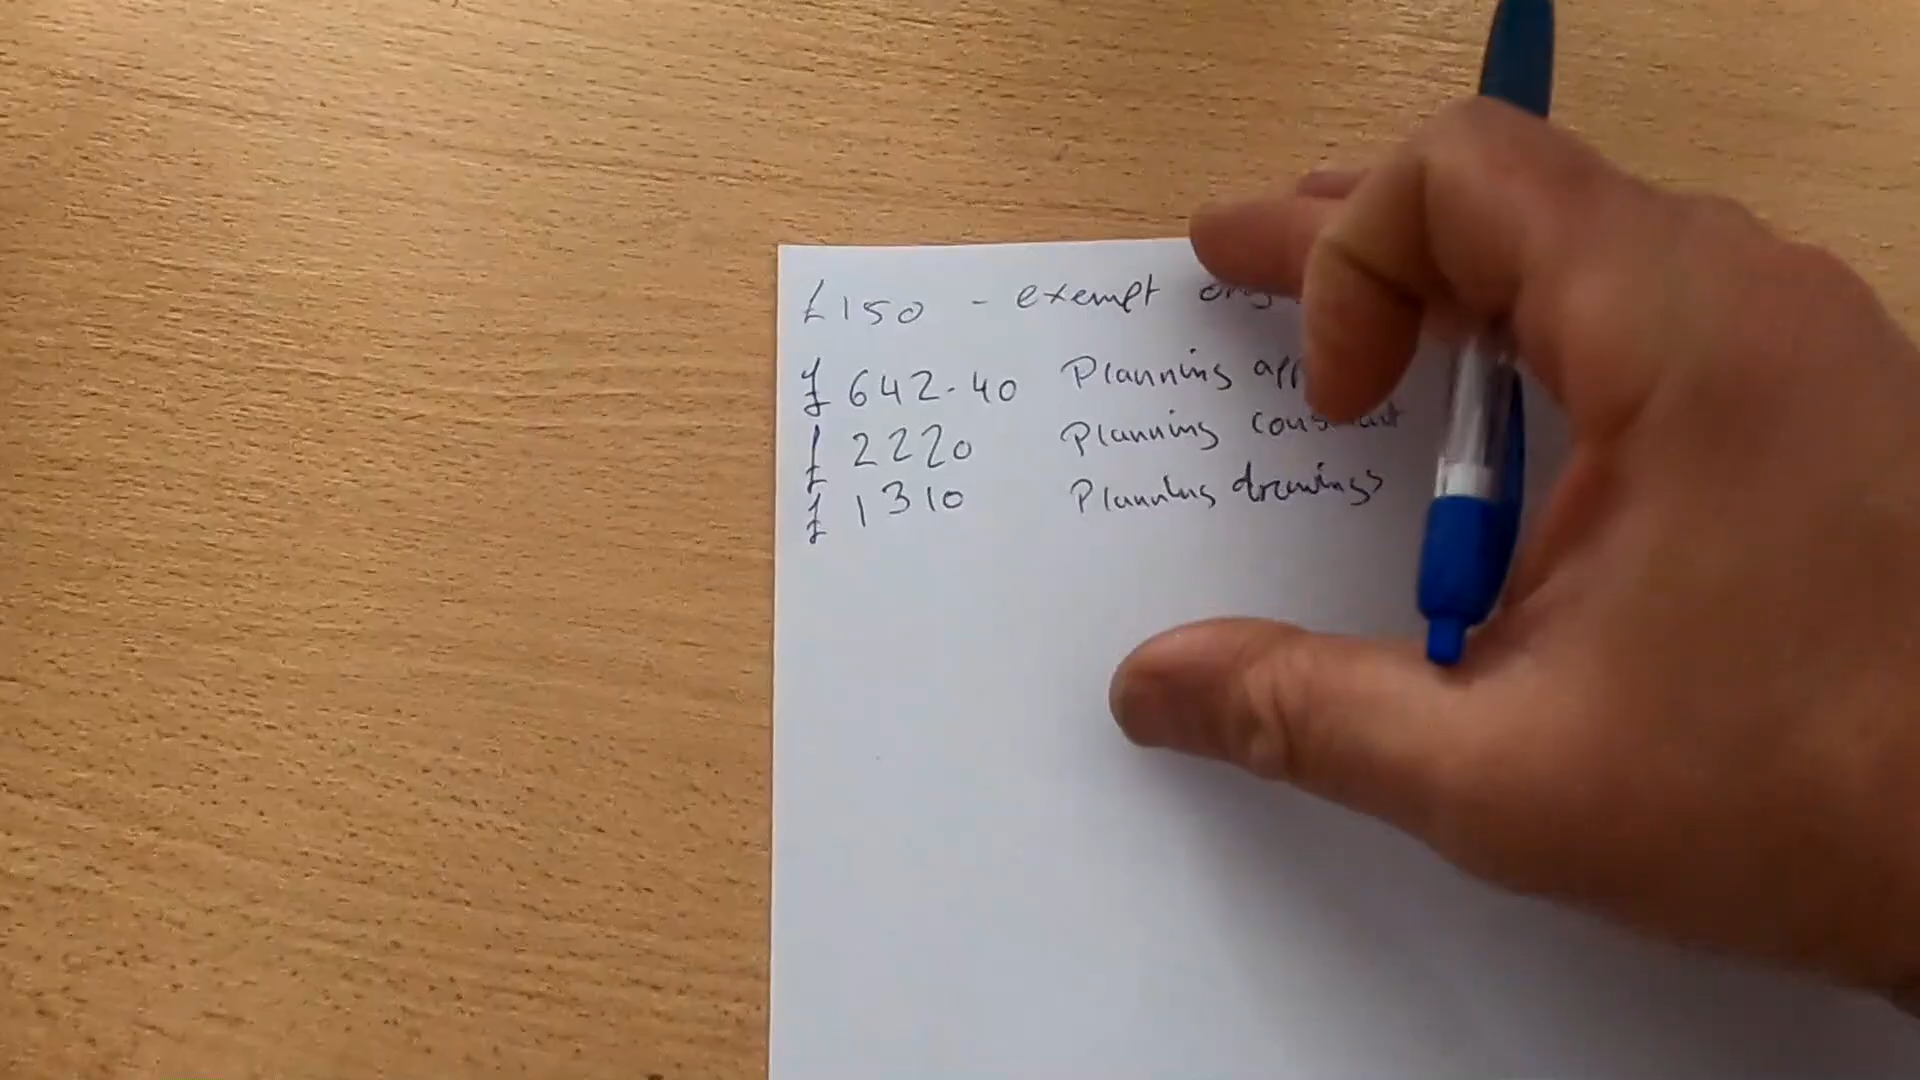 £150 - exempt
£642.40 Planning
£2220 Planning
£1310 Planning drawings